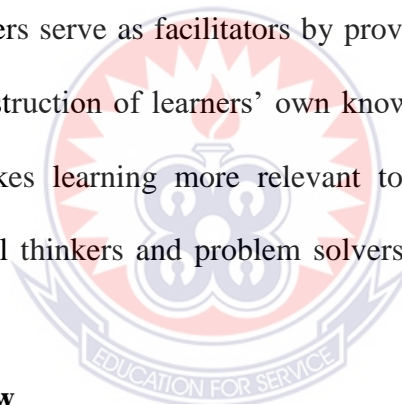 ers serve as facilitators by prov
struction of learners' own know
kes learning more relevant to
l thinkers and problem solvers
EDUCATION FOR SERVICE
w